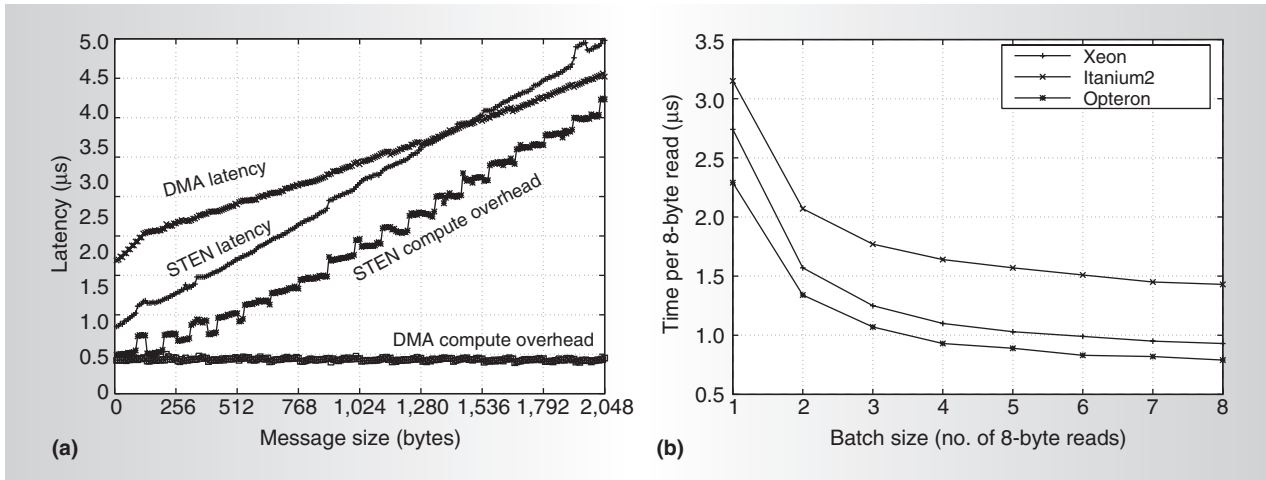 5.0
4.5
4.0
3.5
3.0
2.5
2.0
1.5
1.0
0.5
0
Latency (μs)
DMA latency
STEN latency
STEN compute overhead
DMA compute overhead
0 256 512 768 1,024 1,280 1,536 1,792 2,048
Message size (bytes)
(a)
3.5
3.0
2.5
2.0
1.5
1.0
0.5
Time per 8-byte read (μs)
Xeon
Itanium2
Opteron
1 2 3 4 5 6 7 8
Batch size (no. of 8-byte reads)
(b)